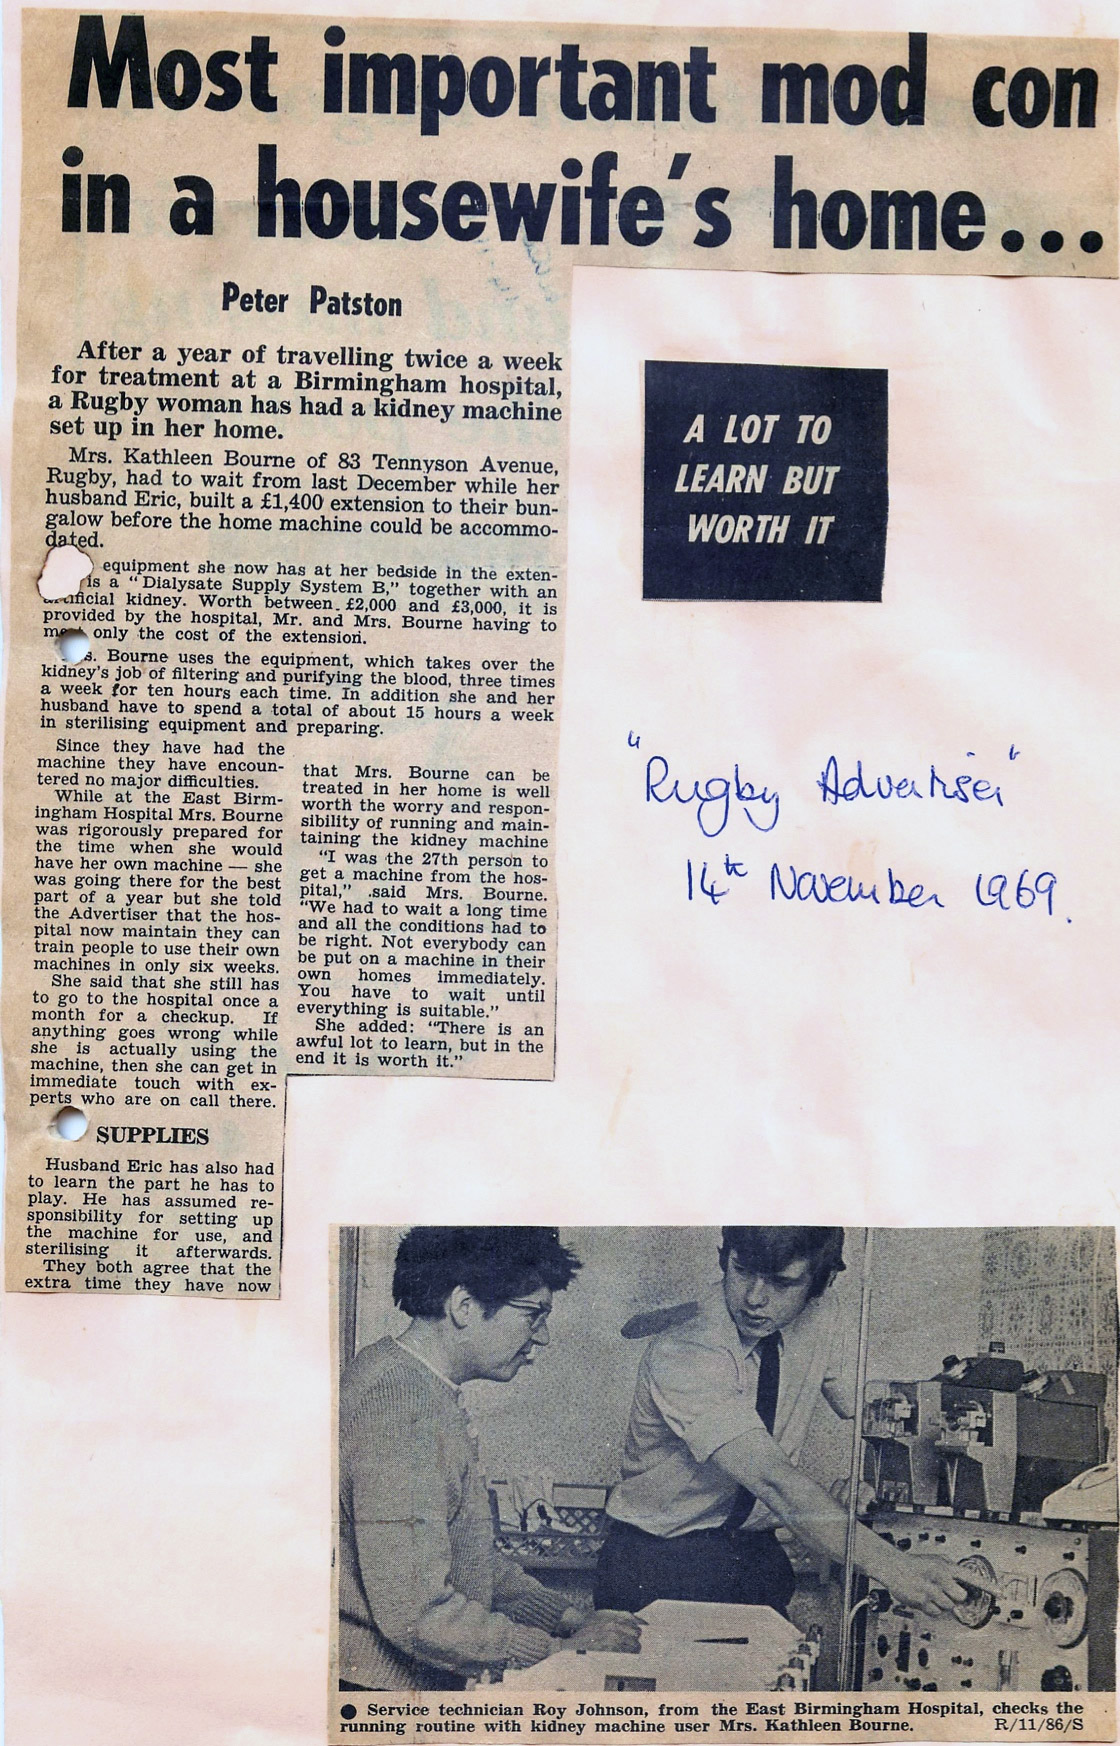 Most important mod con
in a housewife's home...
Peter Patston
After a year of travelling twice a week
for treatment at a Birmingham hospital,
a Rugby woman has had a kidney machine
set up in her home.
Mrs. Kathleen Bourne of 83 Tennyson Avenue,
Rugby, had to wait from last December while her
husband Eric, built a £1,400 extension to their bun-
galow before the home machine could be accommo-
dated.
equipment she now has at her bedside in the exten-
is a "Dialysate Supply System B," together with an
artificial kidney. Worth between £2,000 and £3,000, it is
provided by the hospital, Mr. and Mrs. Bourne having to
meet only the cost of the extension.
Mrs. Bourne uses the equipment, which takes over the
kidney's job of filtering and purifying the blood, three times
a week for ten hours each time. In addition she and her
husband have to spend a total of about 15 hours a week
in sterilising equipment and preparing.
Since they have had the
machine they have encoun-
tered no major difficulties.
While at the East Birm-
ingham Hospital Mrs. Bourne
was rigorously prepared for
the time when she would
have her own machine — she
was going there for the best
part of a year but she told
the Advertiser that the hos-
pital now maintain they can
train people to use their own
machines in only six weeks.
She said that she still has
to go to the hospital once a
month for a checkup. If
anything goes wrong while
she is actually using the
machine, then she can get in
immediate touch with ex-
perts who are on call there.
SUPPLIES
Husband Eric has also had
to learn the part he has to
play. He has assumed re-
sponsibility for setting up
the machine for use, and
sterilising it afterwards.
They both agree that the
extra time they have now
that Mrs. Bourne can be
treated in her home is well
worth the worry and respon-
sibility of running and main-
taining the kidney machine
"I was the 27th person to
get a machine from the hos-
pital," said Mrs. Bourne.
"We had to wait a long time
and all the conditions had to
be right. Not everybody can
be put on a machine in their
own homes immediately.
You have to wait until
everything is suitable."
She added: "There is an
awful lot to learn, but in the
end it is worth it."
A LOT TO
LEARN BUT
WORTH IT
"Rugby Advertiser"
14th November 1969.
● Service technician Roy Johnson, from the East Birmingham Hospital, checks the
running routine with kidney machine user Mrs. Kathleen Bourne. R/11/86/S